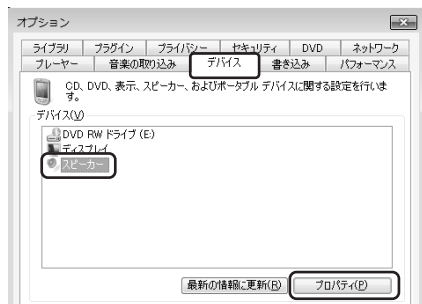 オプション
ライブラリ プラグイン プライバシー セキュリティ DVD ネットワーク
プレーヤー 音楽の取り込み デバイス 書き込み パフォーマンス
CD、DVD、表示、スピーカー、およびポータブル デバイスに関する設定を行いま
す。
デバイス(V)
DVD RW ドライブ (E:)
ディスプレイ
スピーカー
最新の情報に更新(R) プロパティ(P)